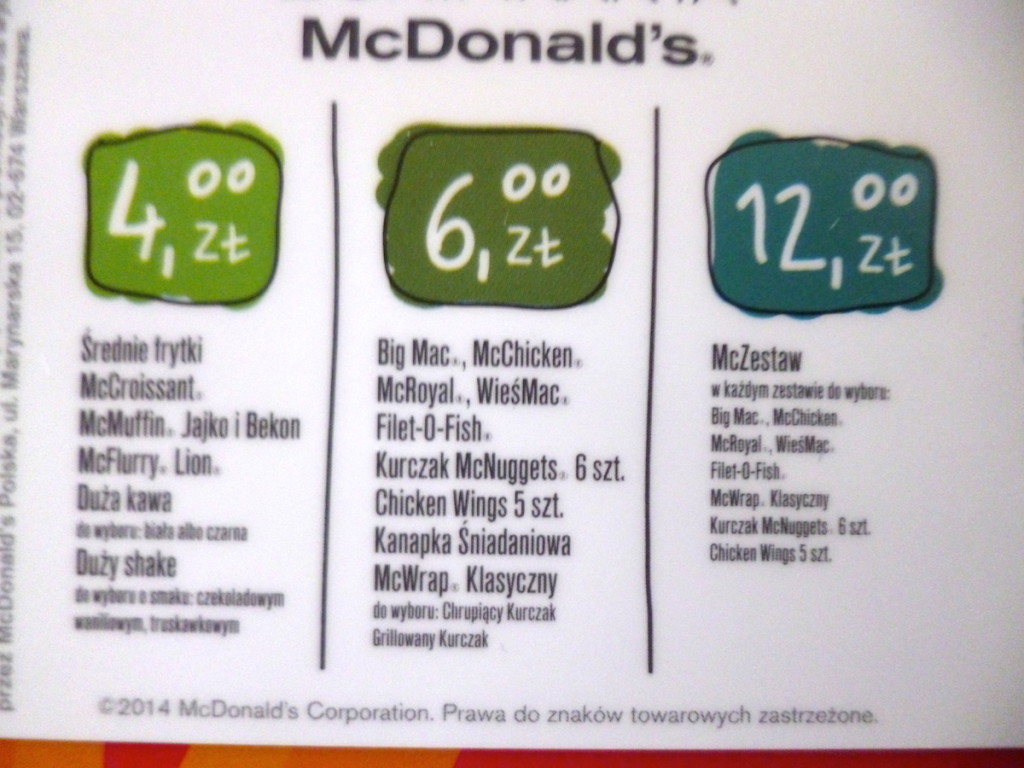 McDonald's®
4,00 zł
Średnie frytki
McCroissant®
McMuffin® Jajko i Bekon
McFlurry® Lion®
Duża kawa
do wyboru: biała albo czarna
Duży shake
do wyboru o smaku: czekoladowym
waniliowym, truskawkowym
6,00 zł
Big Mac®, McChicken®
McRoyal®, WieśMac®
Filet-O-Fish®
Kurczak McNuggets® 6 szt.
Chicken Wings 5 szt.
Kanapka Śniadaniowa
McWrap® Klasyczny
do wyboru: Chrupiący Kurczak
Grillowany Kurczak
12,00 zł
McZestaw
w każdym zestawie do wyboru:
Big Mac®, McChicken®
McRoyal®, WieśMac®
Filet-O-Fish®
McWrap® Klasyczny
Kurczak McNuggets® 6 szt.
Chicken Wings 5 szt.
©2014 McDonald's Corporation. Prawa do znaków towarowych zastrzeżone.
przez McDonald's Polska, ul. Marynarska 15, 02-674 Warszawa.